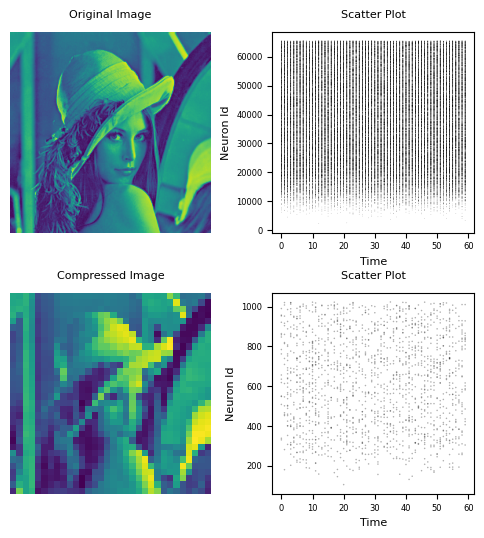 Original Image
Scatter Plot
Neuron Id
60000
50000
40000
30000
20000
10000
0
0 10 20 30 40 50 60
Time
Compressed Image
Scatter Plot
Neuron Id
1000
800
600
400
200
0 10 20 30 40 50 60
Time